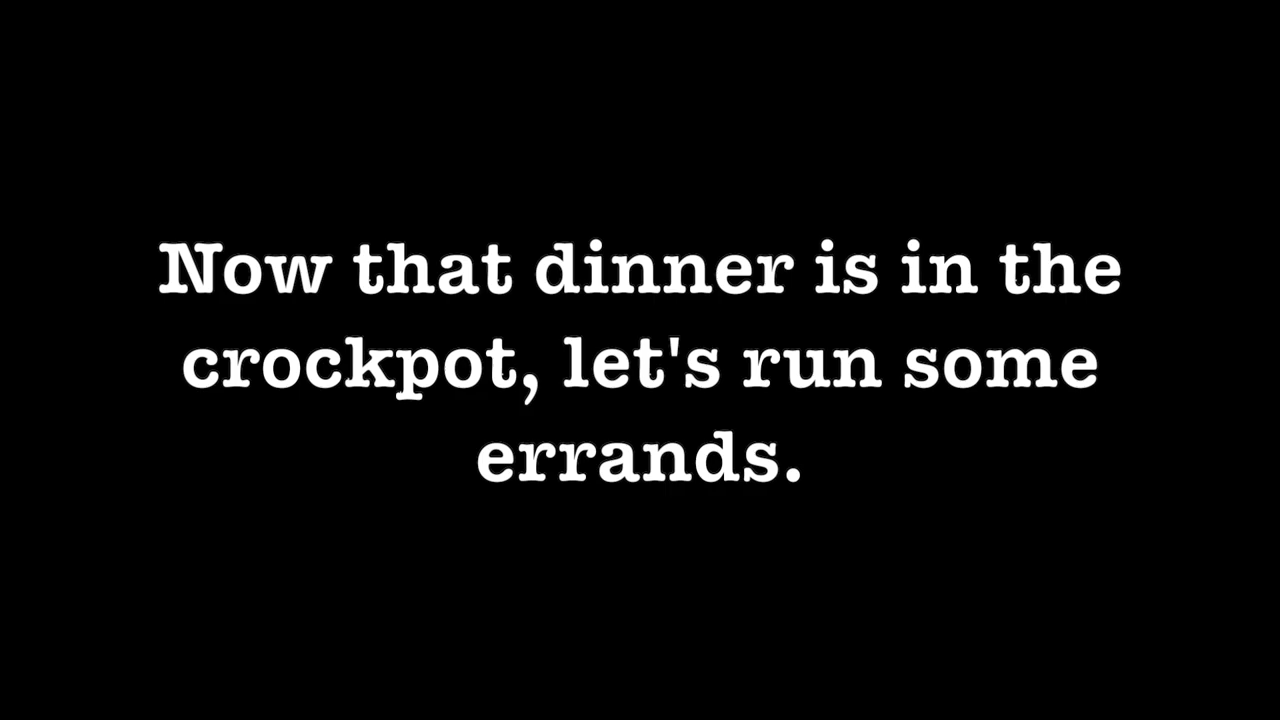 Now that dinner is in the
crockpot, let's run some
errands.